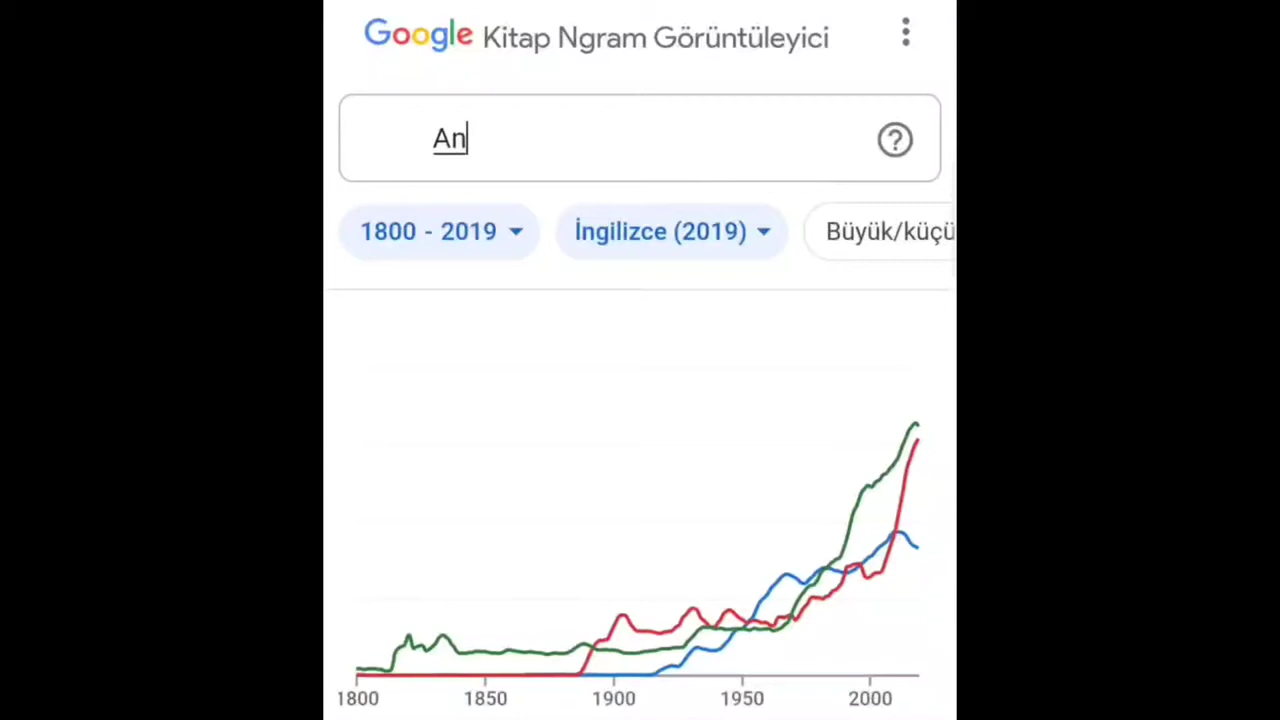 Google Kitap Ngram Görüntüleyici
An
1800 - 2019 İngilizce (2019) Büyük/küçü
1800 1850 1900 1950 2000